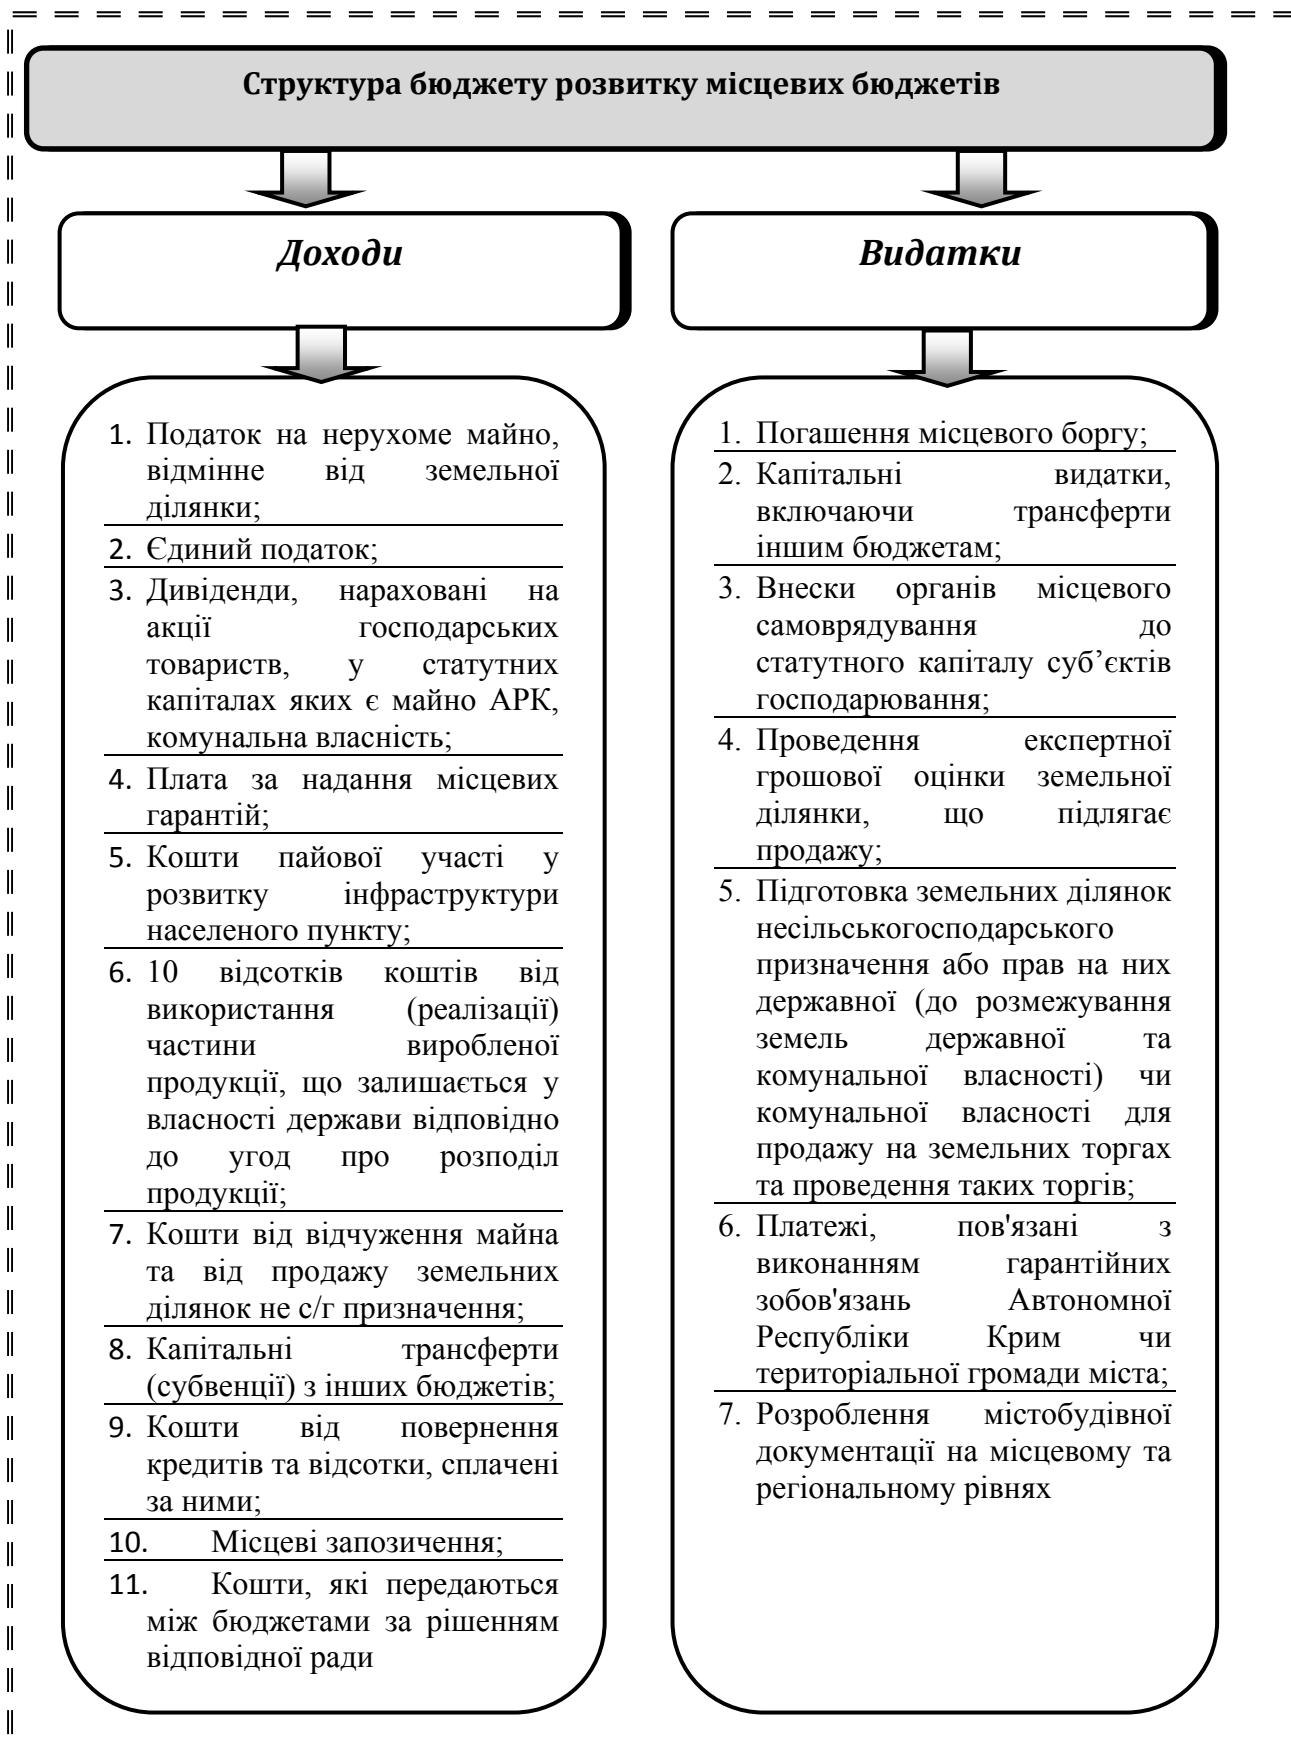 Структура бюджету розвитку місцевих бюджетів
Доходи
1. Податок на нерухоме майно,
відмінне від земельної
ділянки;
2. Єдиний податок;
3. Дивіденди, нараховані на
акції господарських
товариств, у статутних
капіталах яких є майно АРК,
комунальна власність;
4. Плата за надання місцевих
гарантій;
5. Кошти пайової участі у
розвитку інфраструктури
населеного пункту;
6. 10 відсотків коштів від
використання (реалізації)
частини виробленої
продукції, що залишається у
власності держави відповідно
до угод про розподіл
продукції;
7. Кошти від відчуження майна
та від продажу земельних
ділянок не с/г призначення;
8. Капітальні трансферти
(субвенції) з інших бюджетів;
9. Кошти від повернення
кредитів та відсотки, сплачені
за ними;
10. Місцеві запозичення;
11. Кошти, які передаються
між бюджетами за рішенням
відповідної ради
Видатки
1. Погашення місцевого боргу;
2. Капітальні видатки,
включаючи трансферти
іншим бюджетам;
3. Внески органів місцевого
самоврядування до
статутного капіталу суб’єктів
господарювання;
4. Проведення експертної
грошової оцінки земельної
ділянки, що підлягає
продажу;
5. Підготовка земельних ділянок
несільськогосподарського
призначення або прав на них
державної (до розмежування
земель державної та
комунальної власності) чи
комунальної власності для
продажу на земельних торгах
та проведення таких торгів;
6. Платежі, пов'язані з
виконанням гарантійних
зобов'язань Автономної
Республіки Крим чи
територіальної громади міста;
7. Розроблення містобудівної
документації на місцевому та
регіональному рівнях